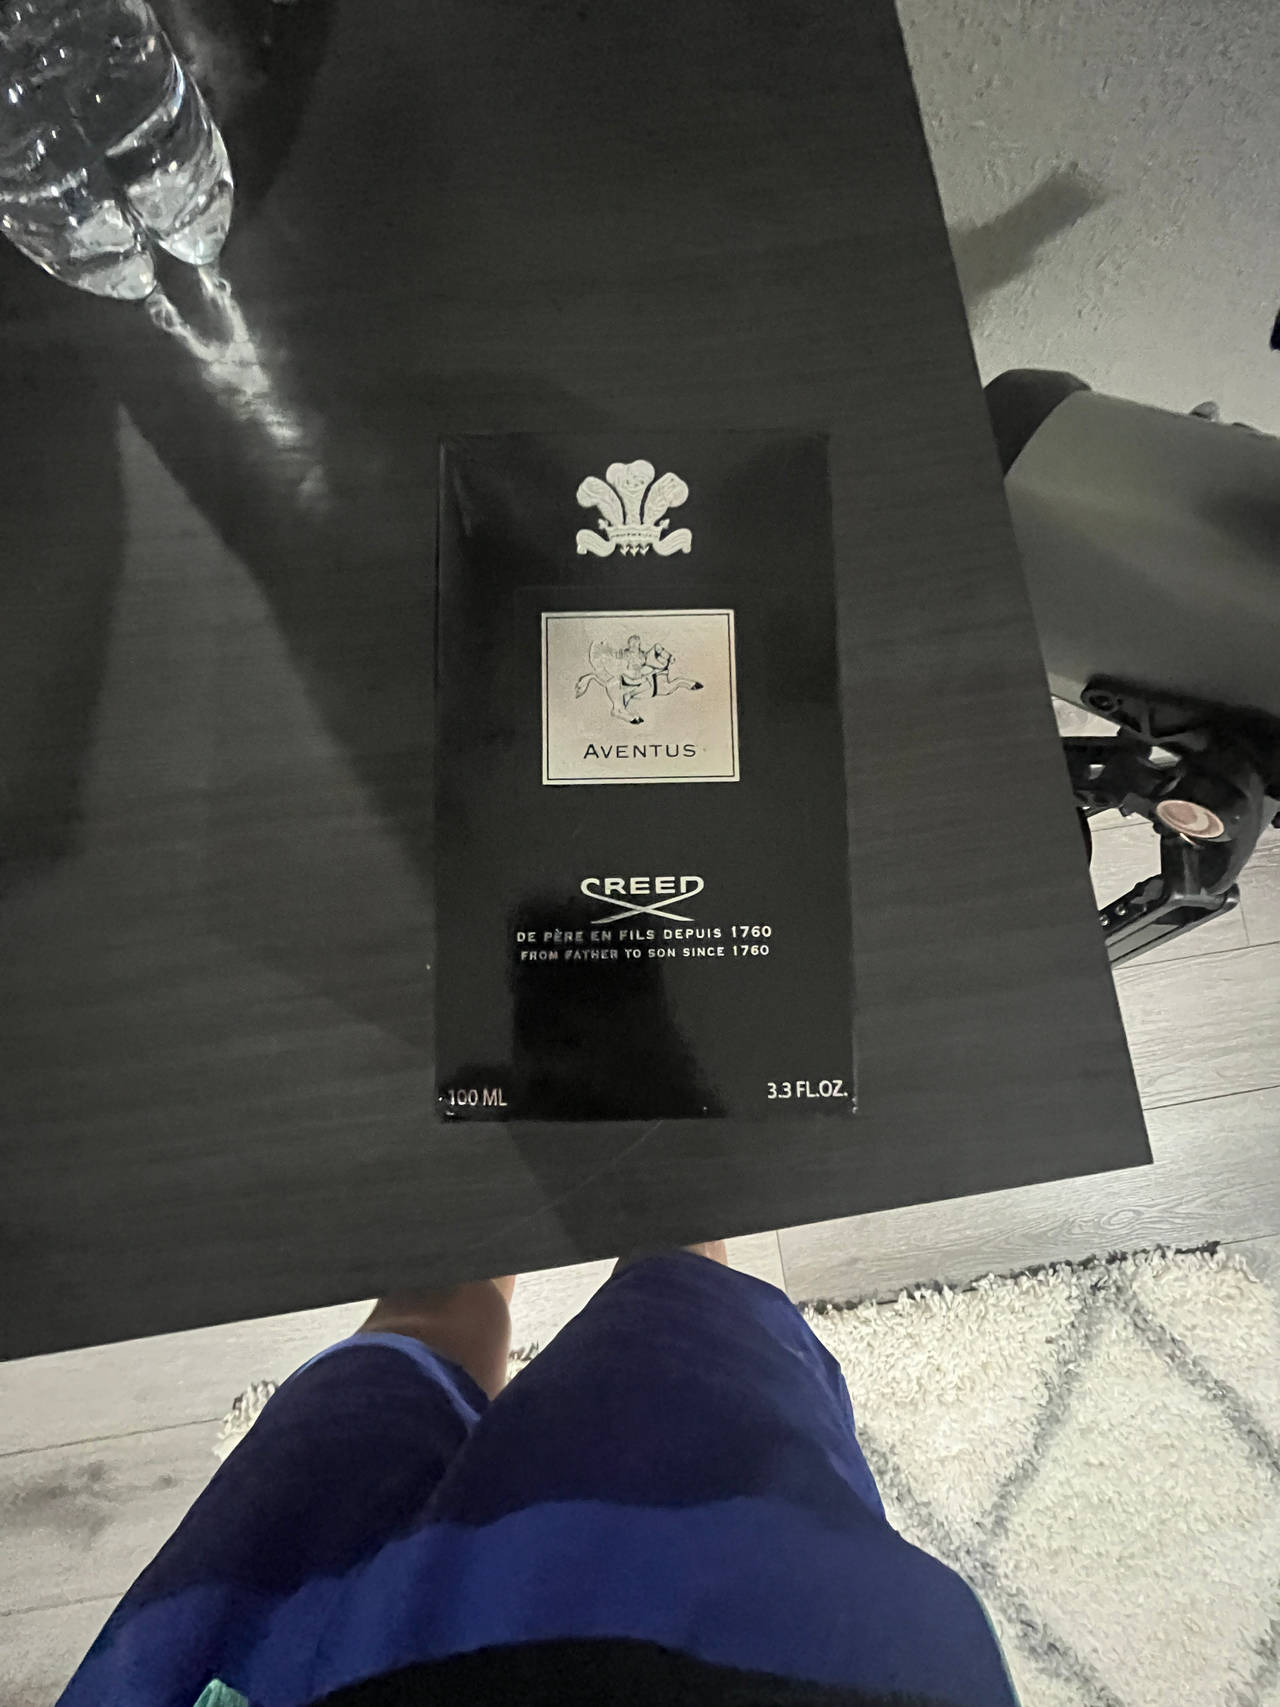 AVENTUS
CREED
DE PÈRE EN FILS DEPUIS 1760
FROM FATHER TO SON SINCE 1760
100 ML
3.3 FL.OZ.